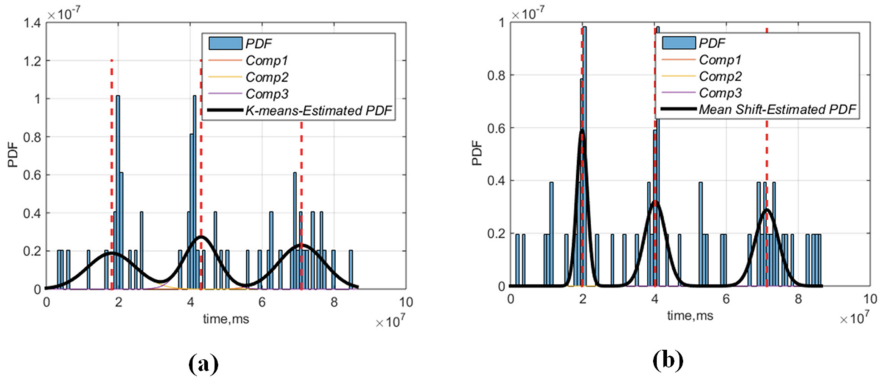 ×10⁻⁷
1.4
1.2
1
0.8
0.6
0.4
0.2
0
PDF
PDF
Comp1
Comp2
Comp3
K-means-Estimated PDF
0 2 4 6 8 10
time,ms
×10⁷
(a)
×10⁻⁷
1
0.8
0.6
0.4
0.2
0
PDF
PDF
Comp1
Comp2
Comp3
Mean Shift-Estimated PDF
0 2 4 6 8 10
time,ms
×10⁷
(b)